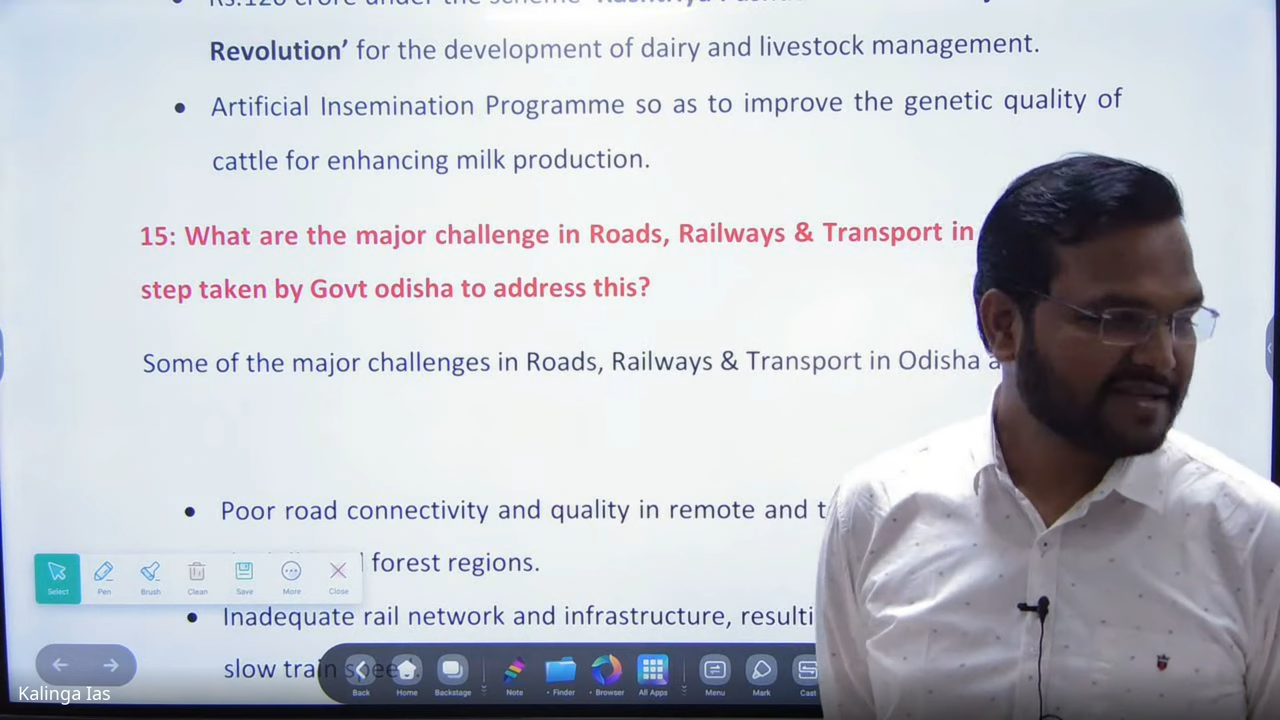 Revolution’ for the development of dairy and livestock management.
• Artificial Insemination Programme so as to improve the genetic quality of
cattle for enhancing milk production.
15: What are the major challenge in Roads, Railways & Transport in
step taken by Govt odisha to address this?
Some of the major challenges in Roads, Railways & Transport in Odisha
• Poor road connectivity and quality in remote and
forest regions.
Select Pen Brush Clean Save More Close
• Inadequate rail network and infrastructure,
slow train
Back Home Backstage Note • Finder • Browser All Apps Menu Mark Cast
Kalinga Ias